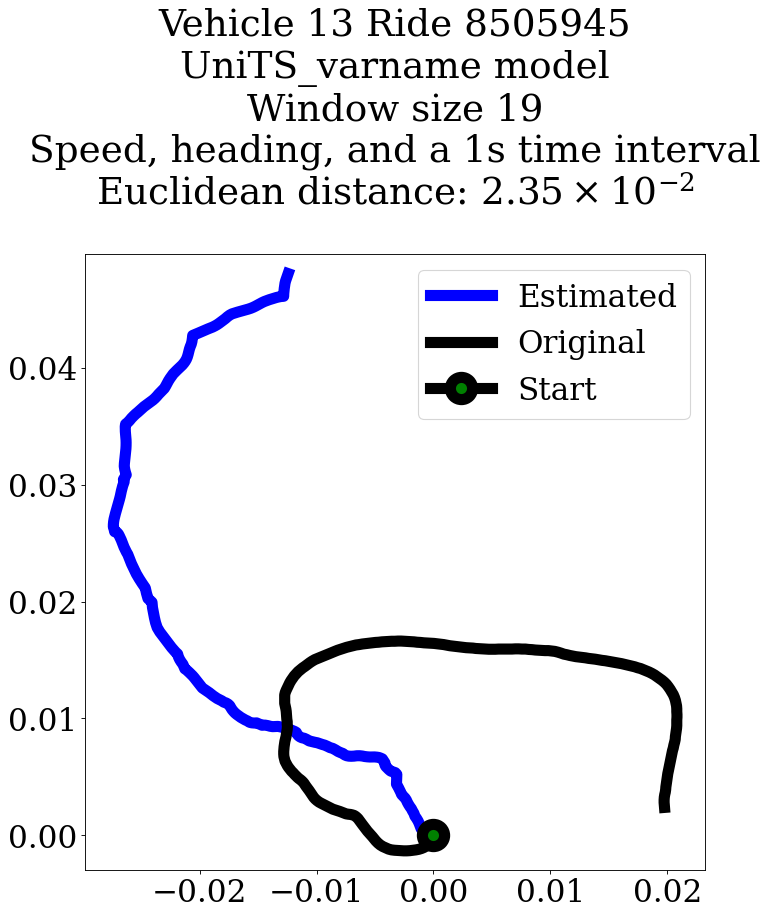 Vehicle 13 Ride 8505945
UniTS_varname model
Window size 19
Speed, heading, and a 1s time interval
Euclidean distance: 2.35 × 10⁻²
Estimated
Original
Start
0.04
0.03
0.02
0.01
0.00
−0.02 −0.01 0.00 0.01 0.02